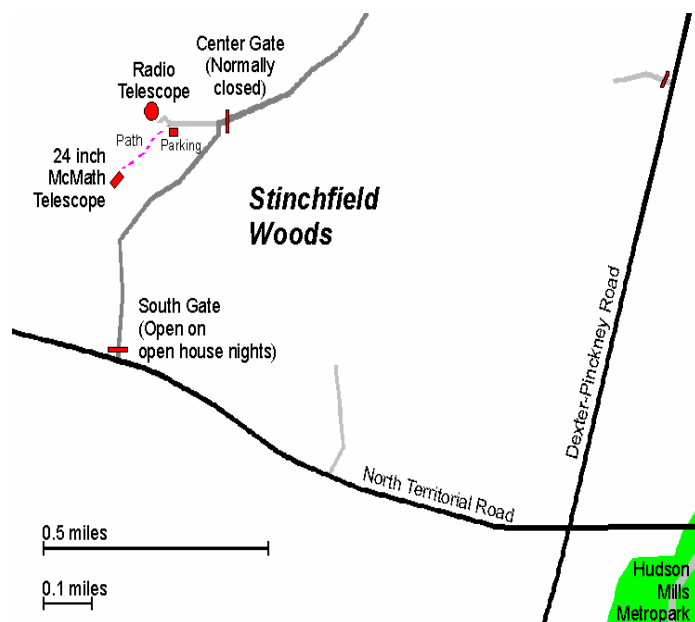 Center Gate
(Normally
closed)
Radio
Telescope
Path
Parking
24 inch
McMath
Telescope
Stinchfield
Woods
South Gate
(Open on
open house nights)
Dexter-Pinckney Road
North Territorial Road
0.5 miles
0.1 miles
Hudson
Mills
Metropark